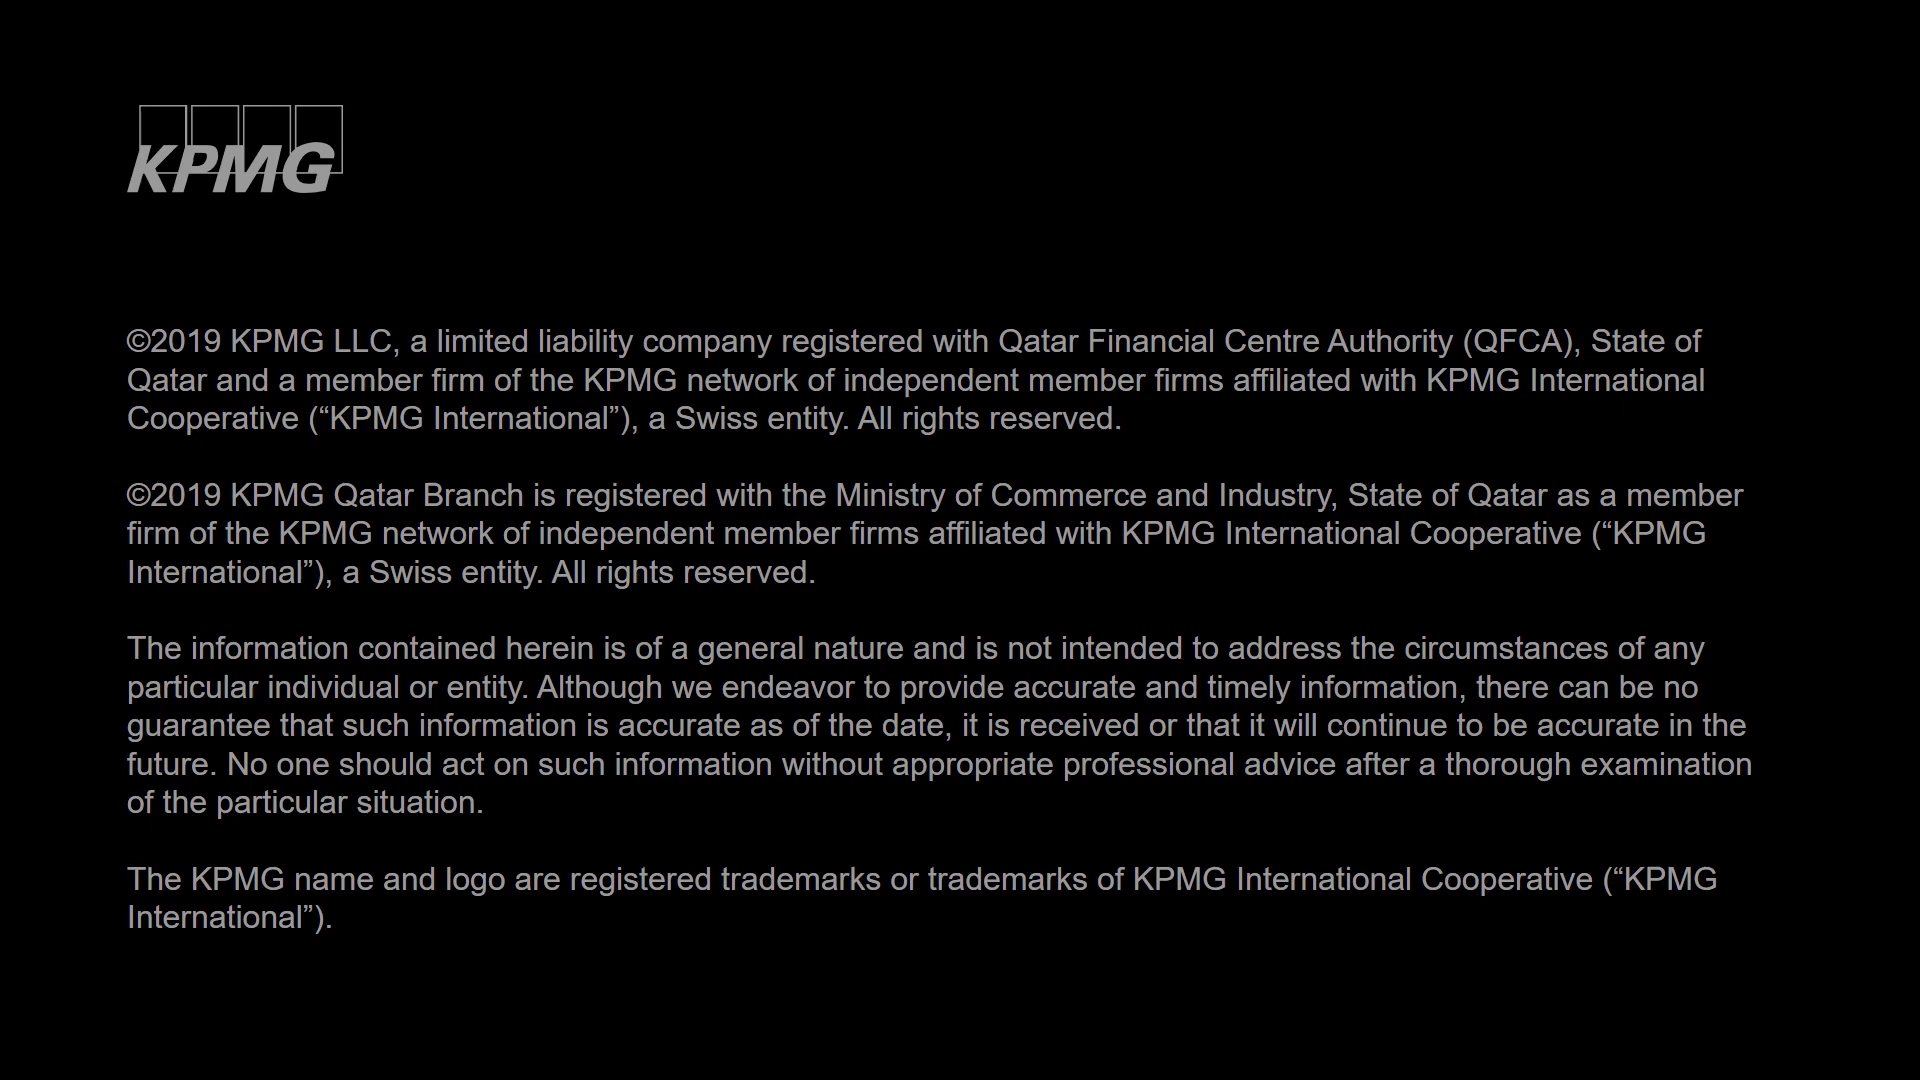 KPMG
©2019 KPMG LLC, a limited liability company registered with Qatar Financial Centre Authority (QFCA), State of
Qatar and a member firm of the KPMG network of independent member firms affiliated with KPMG International
Cooperative (“KPMG International”), a Swiss entity. All rights reserved.
©2019 KPMG Qatar Branch is registered with the Ministry of Commerce and Industry, State of Qatar as a member
firm of the KPMG network of independent member firms affiliated with KPMG International Cooperative (“KPMG
International”), a Swiss entity. All rights reserved.
The information contained herein is of a general nature and is not intended to address the circumstances of any
particular individual or entity. Although we endeavor to provide accurate and timely information, there can be no
guarantee that such information is accurate as of the date, it is received or that it will continue to be accurate in the
future. No one should act on such information without appropriate professional advice after a thorough examination
of the particular situation.
The KPMG name and logo are registered trademarks or trademarks of KPMG International Cooperative (“KPMG
International”).